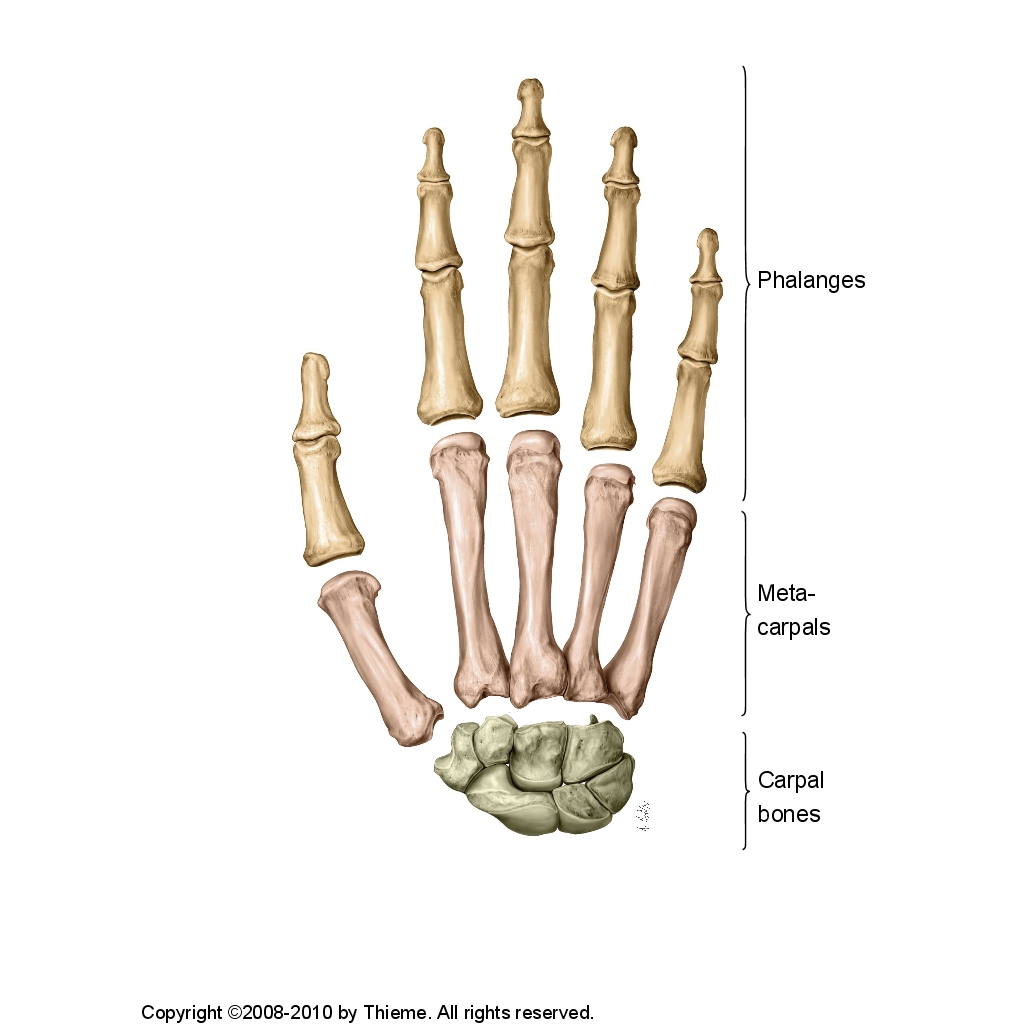 Phalanges
Meta-
carpals
Carpal
bones
Copyright ©2008-2010 by Thieme. All rights reserved.